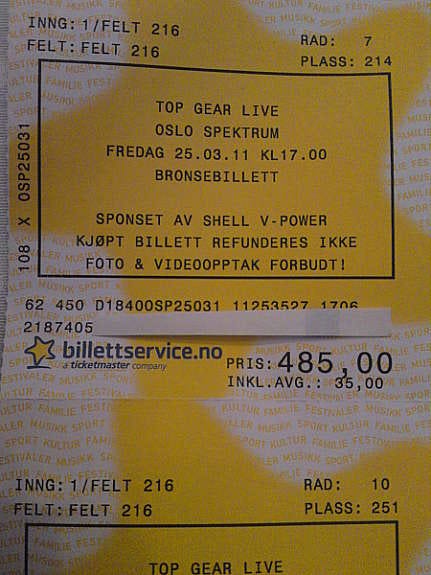 INNG: 1/FELT 216
RAD: 7
FELT: FELT 216
PLASS: 214
108 X OSP25031
TOP GEAR LIVE
OSLO SPEKTRUM
FREDAG 25.03.11 KL17.00
BRONSEBILLETT
SPONSET AV SHELL V-POWER
KJØPT BILLETT REFUNDERES IKKE
FOTO & VIDEOOPPTAK FORBUDT!
62 450 D1840OSP25031 11253527 1706
2187405
billettservice.no
a ticketmaster company
PRIS: 485,00
INKL.AVG.: 35,00
INNG: 1/FELT 216
RAD: 10
FELT: FELT 216
PLASS: 251
TOP GEAR LIVE